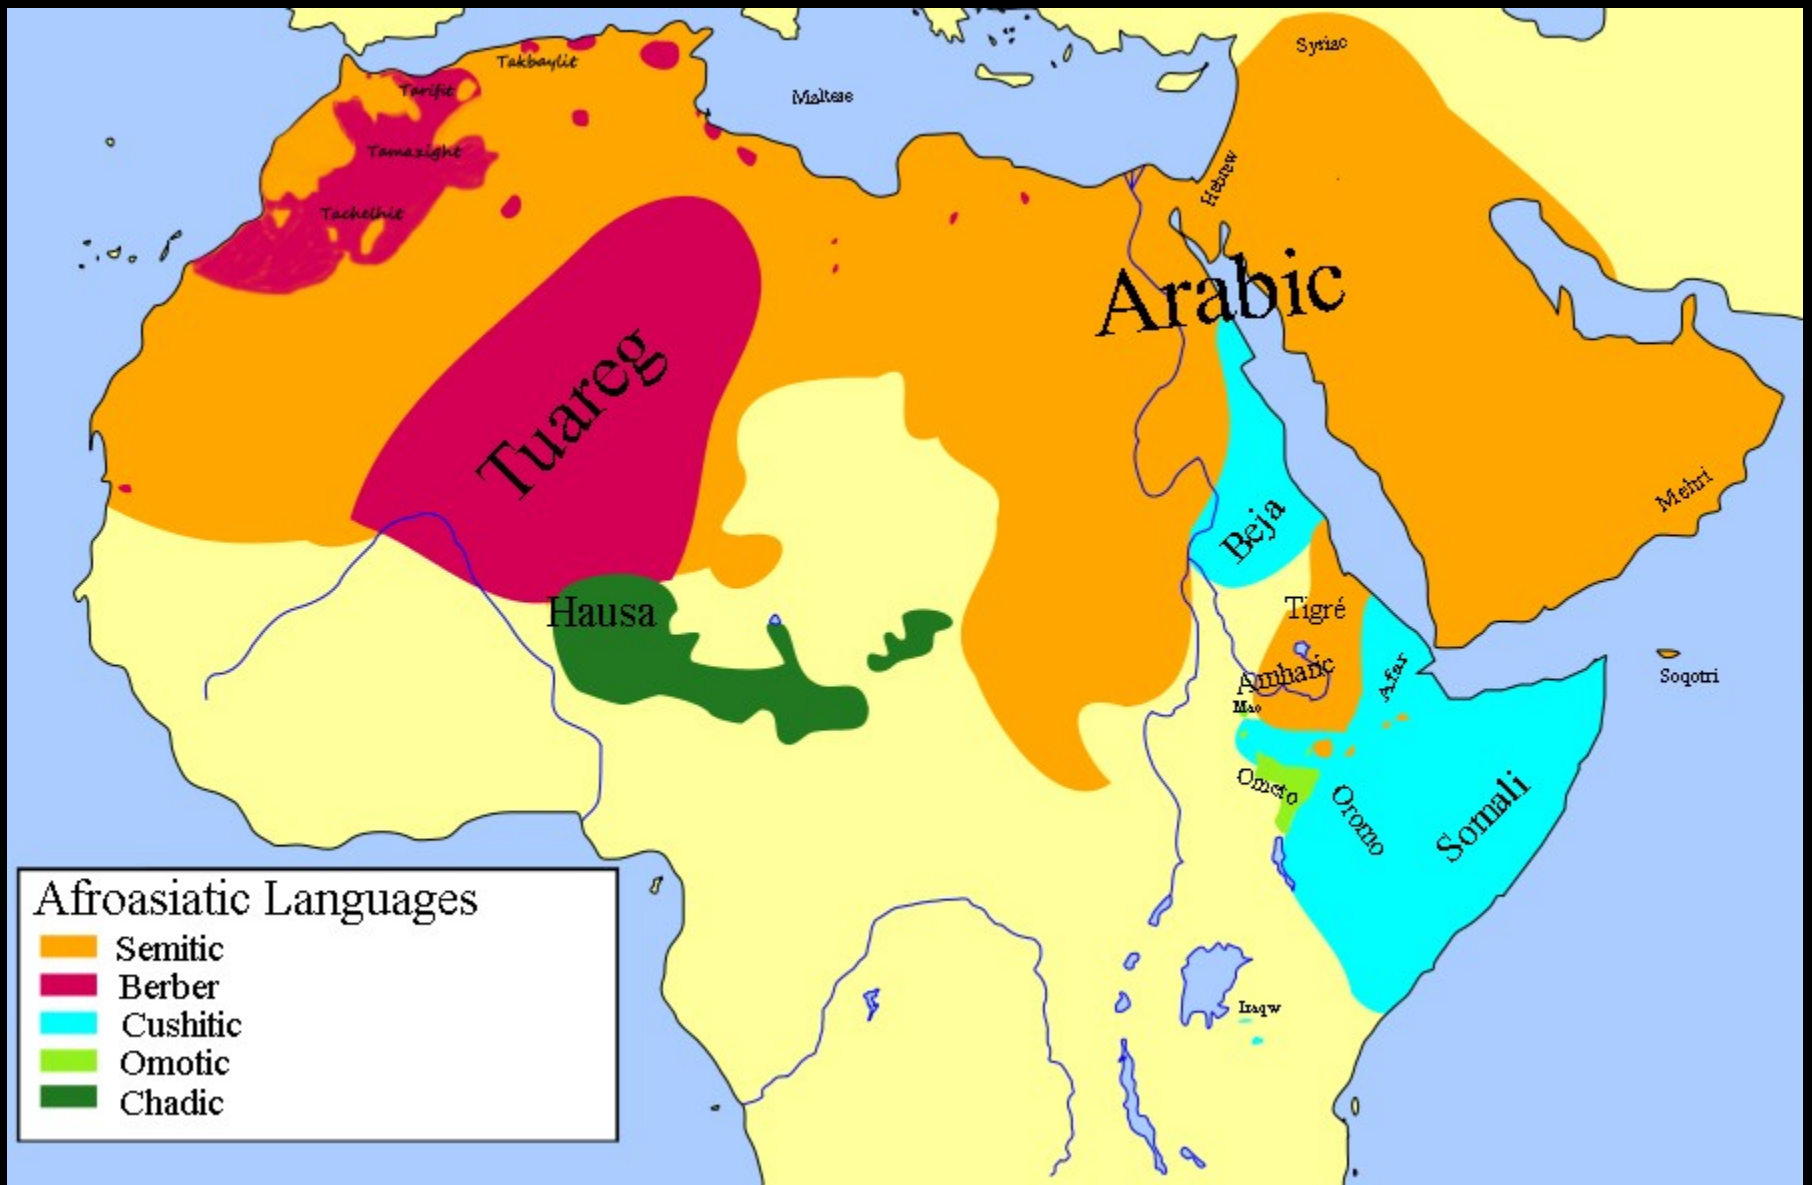 Syriac
Takbaylit
Tarifit
Maltese
Tamazight
Hebrew
Tachelhit
Arabic
Tuareg
Mehri
Beja
Hausa
Tigré
Amharic
Afar
Soqotri
Mao
Ometo
Oromo
Somali
Iraqw
Afroasiatic Languages
Semitic
Berber
Cushitic
Omotic
Chadic